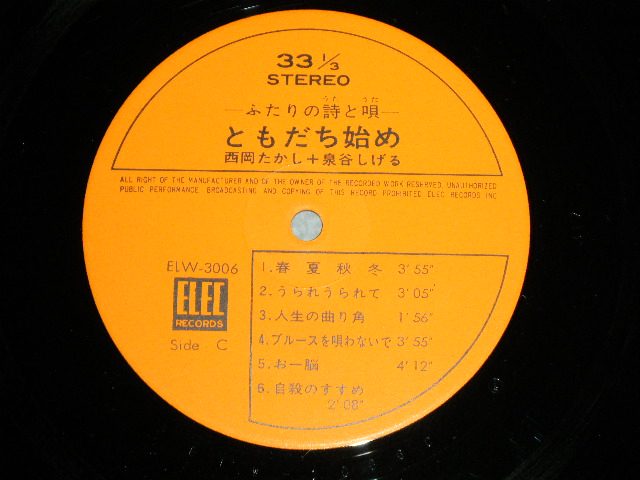 33 1/3
STEREO
うた うた
—ふたりの詩と唄—
ともだち始め
西岡たかし+泉谷しげる
ALL RIGHT OF THE MANUFACTURER AND OF THE OWNER OF THE RECORDED WORK RESERVED. UNAUTHORIZED
PUBLIC PERFORMANCE. BROADCASTING AND COPYING OF THIS RECORD PROHIBITED ELEC RECORDS INC
ELW-3006
ELEC
RECORDS
Side C
1. 春夏秋冬 3′55″
2. うられうられて 3′05″
3. 人生の曲り角 1′56″
4. ブルースを唄わないで 3′55″
5. おー脳 4′12″
6. 自殺のすすめ
2′08″